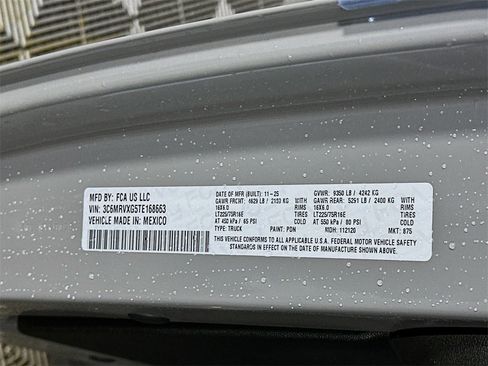 MFD BY: FCA US LLC
VIN: 3C6MRVXG5TE168663
VEHICLE MADE IN: MEXICO
DATE OF MFR (BUILT): 11-25 GVWR: 9350 LB / 4242 KG
GAWR FRONT: 4629 LB / 2100 KG WITH GAWR REAR: 5291 LB / 2400 KG WITH
16X6.0 RIMS 16X6.0 RIMS
LT225/75R16E TIRES LT225/75R16E TIRES
AT 450 kPa / 65 PSI COLD AT 550 kPa / 80 PSI COLD
TYPE: TRUCK PAINT: PDN MDH: 112120 MKT: 875
THIS VEHICLE CONFORMS TO ALL APPLICABLE U.S.A. FEDERAL MOTOR VEHICLE SAFETY
STANDARDS IN EFFECT ON THE DATE OF MANUFACTURE SHOWN ABOVE.